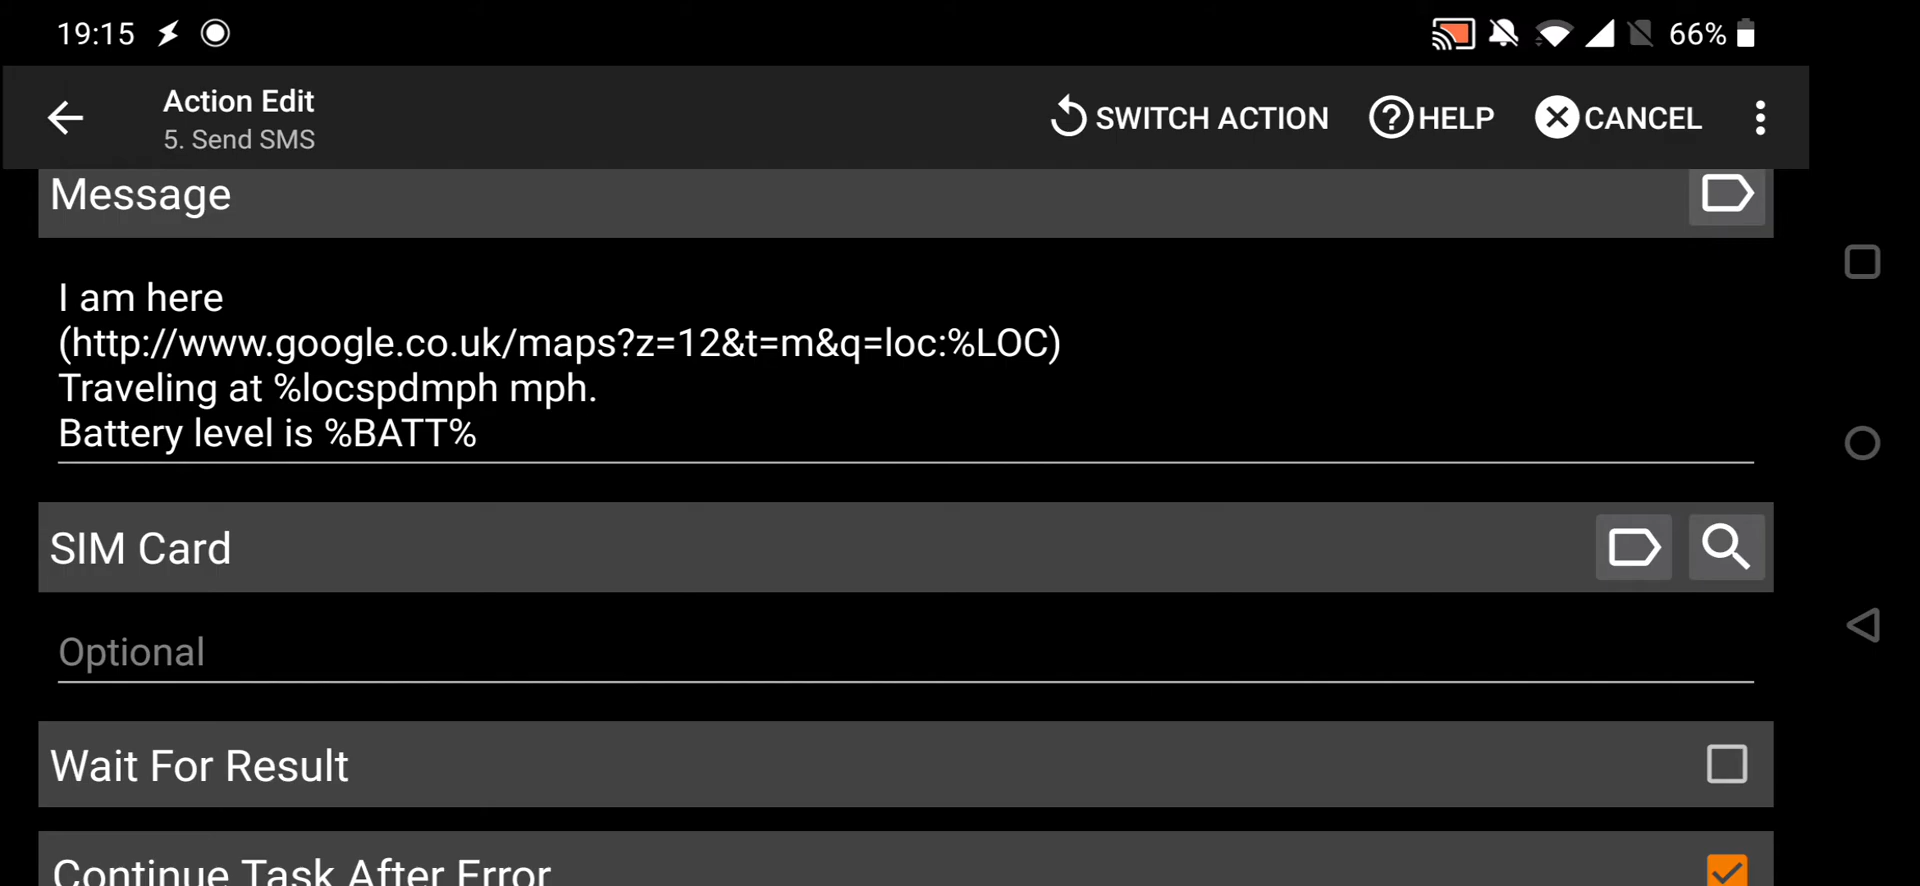 19:15 66%
Action Edit
5. Send SMS
SWITCH ACTION
HELP
CANCEL
Message
I am here
(http://www.google.co.uk/maps?z=12&t=m&q=loc:%LOC)
Traveling at %locspdmph mph.
Battery level is %BATT%
SIM Card
Optional
Wait For Result
Continue Task After Error